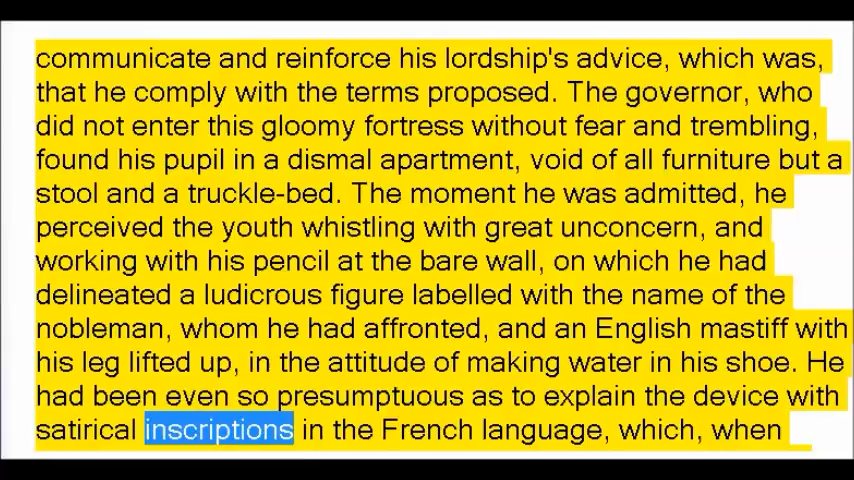 communicate and reinforce his lordship's advice, which was,
that he comply with the terms proposed. The governor, who
did not enter this gloomy fortress without fear and trembling,
found his pupil in a dismal apartment, void of all furniture but a
stool and a truckle-bed. The moment he was admitted, he
perceived the youth whistling with great unconcern, and
working with his pencil at the bare wall, on which he had
delineated a ludicrous figure labelled with the name of the
nobleman, whom he had affronted, and an English mastiff with
his leg lifted up, in the attitude of making water in his shoe. He
had been even so presumptuous as to explain the device with
satirical inscriptions in the French language, which, when